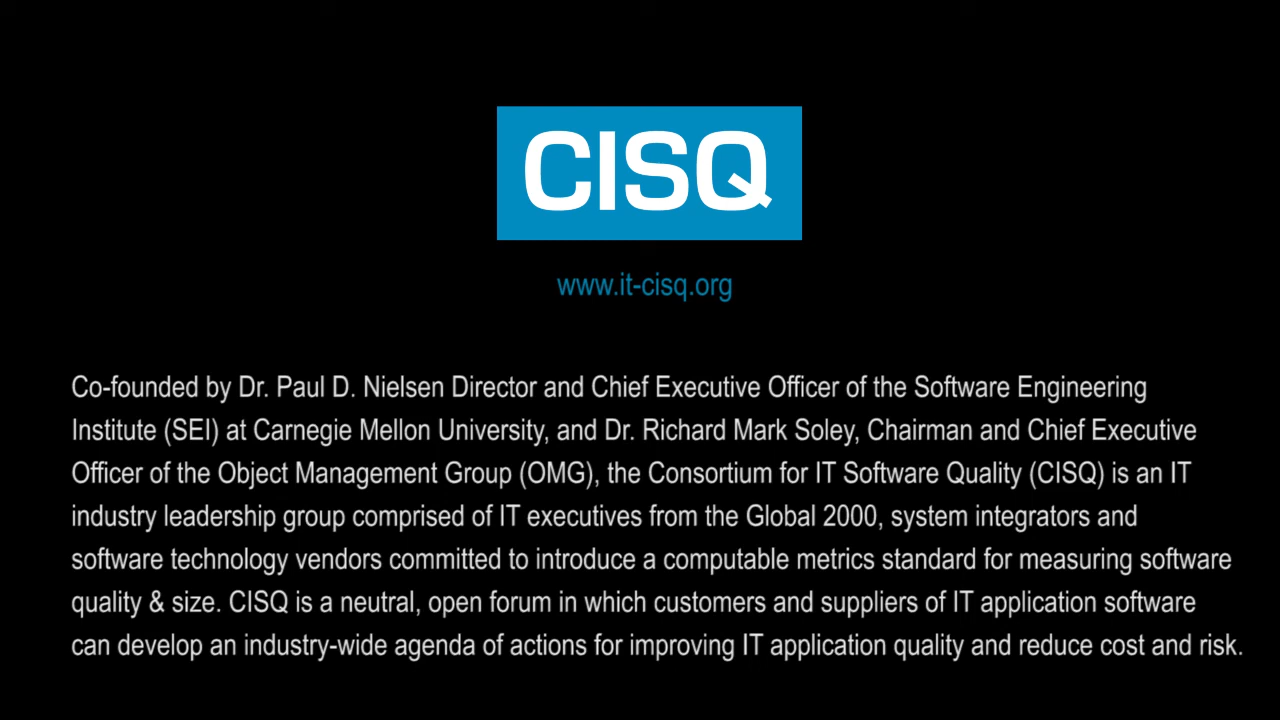 CISQ
www.it-cisq.org
Co-founded by Dr. Paul D. Nielsen Director and Chief Executive Officer of the Software Engineering
Institute (SEI) at Carnegie Mellon University, and Dr. Richard Mark Soley, Chairman and Chief Executive
Officer of the Object Management Group (OMG), the Consortium for IT Software Quality (CISQ) is an IT
industry leadership group comprised of IT executives from the Global 2000, system integrators and
software technology vendors committed to introduce a computable metrics standard for measuring software
quality & size. CISQ is a neutral, open forum in which customers and suppliers of IT application software
can develop an industry-wide agenda of actions for improving IT application quality and reduce cost and risk.